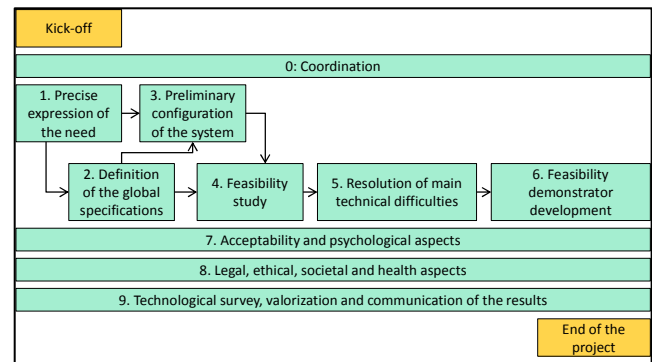 Kick-off
0: Coordination
1. Precise
expression of
the need
3. Preliminary
configuration
of the system
2. Definition
of the global
specifications
4. Feasibility
study
5. Resolution of main
technical difficulties
6. Feasibility
demonstrator
development
7. Acceptability and psychological aspects
8. Legal, ethical, societal and health aspects
9. Technological survey, valorization and communication of the results
End of the
project